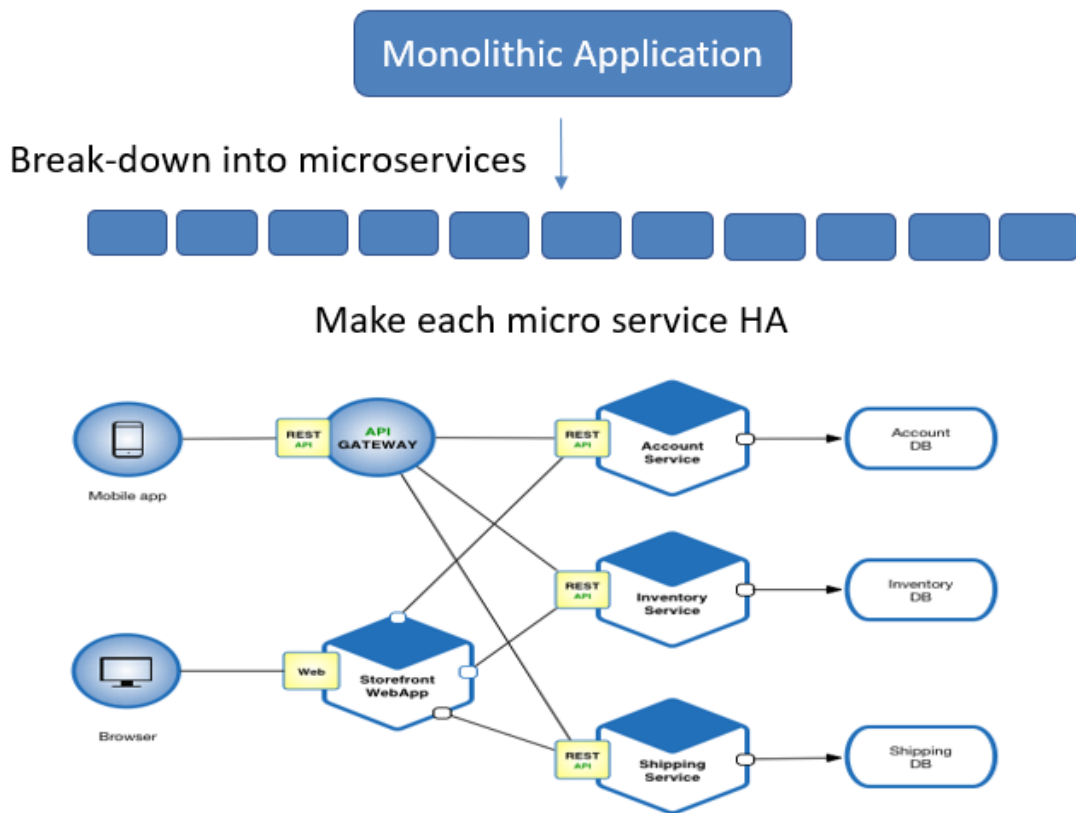 Monolithic Application
Break-down into microservices
Make each micro service HA
REST
API
API
GATEWAY
REST
API
Account
Service
Account
DB
Mobile app
REST
API
Inventory
Service
Inventory
DB
Web
Storefront
WebApp
Browser
REST
API
Shipping
Service
Shipping
DB